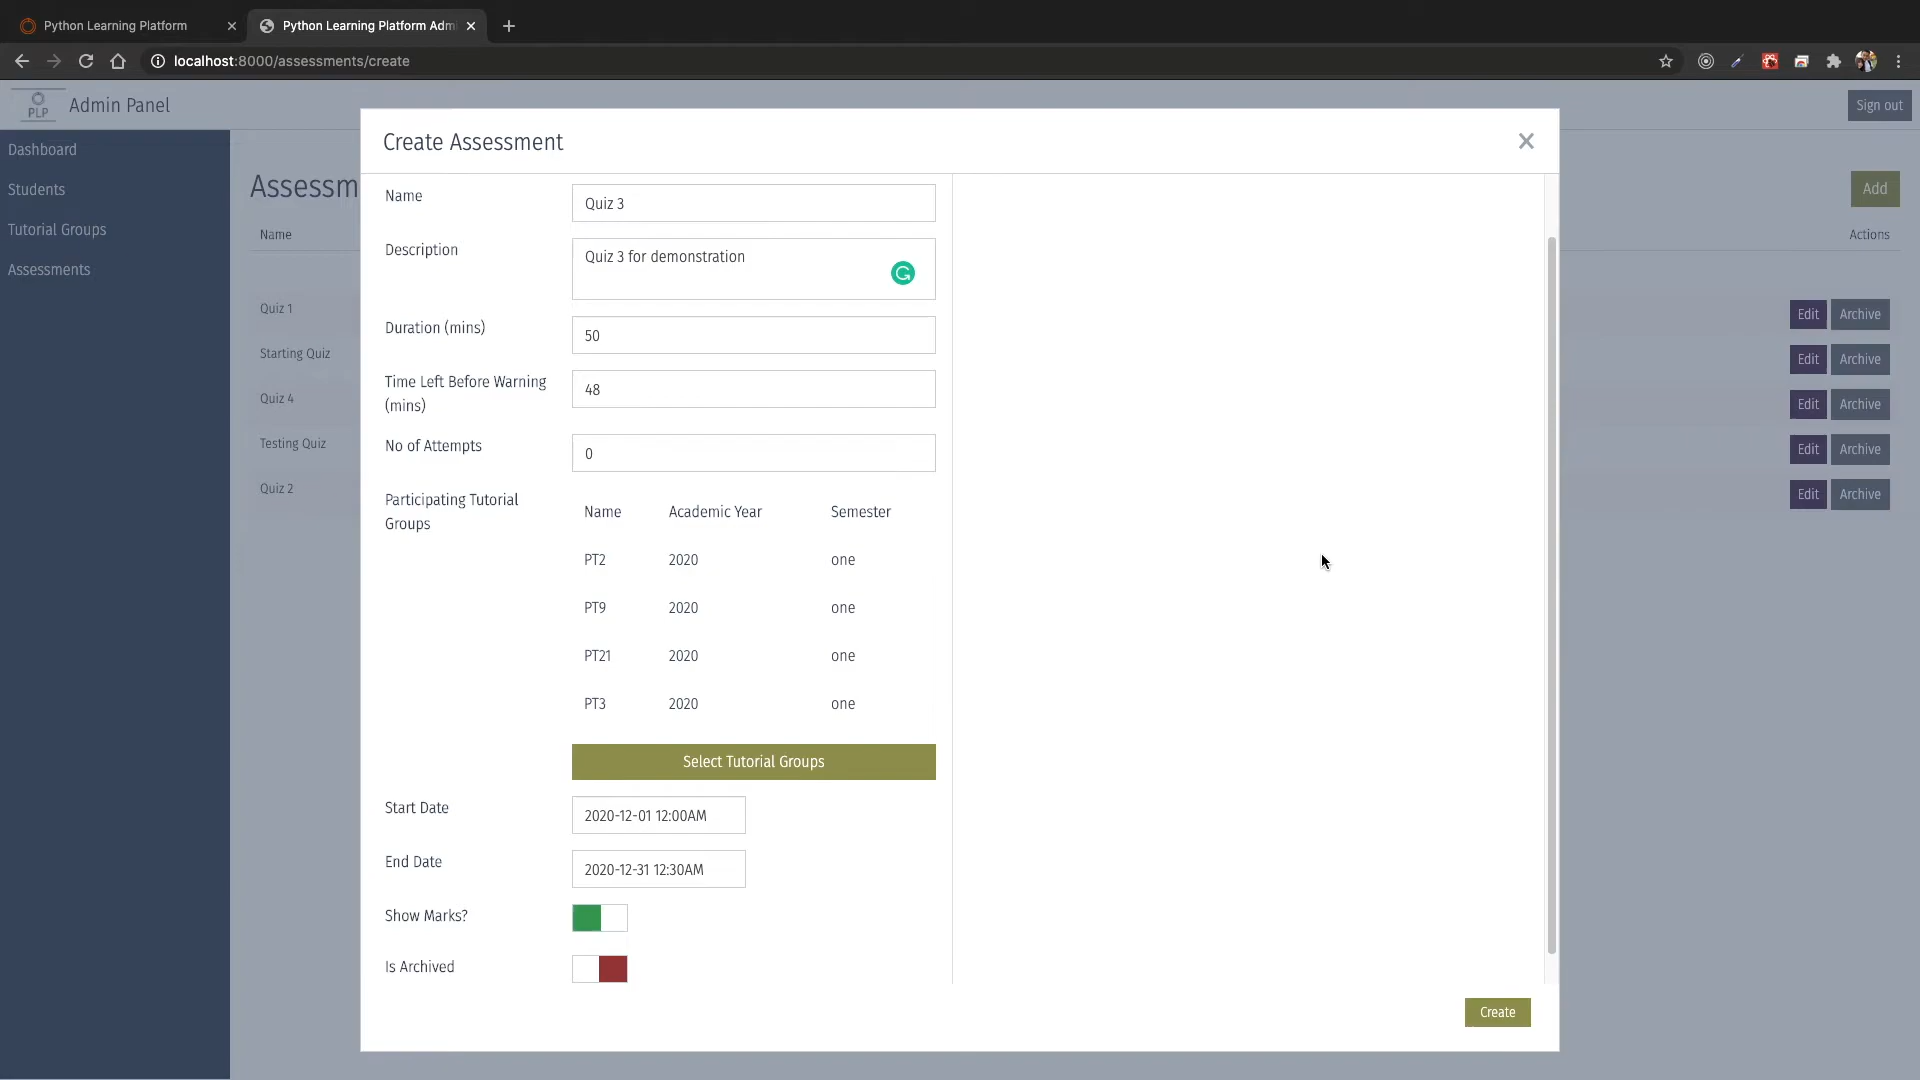 Python Learning Platform
Python Learning Platform Adm
localhost:8000/assessments/create
PLP
Admin Panel
Sign out
Dashboard
Students
Tutorial Groups
Assessments
Assessm
Add
Name
Actions
Quiz 1
Edit
Archive
Starting Quiz
Edit
Archive
Quiz 4
Edit
Archive
Testing Quiz
Edit
Archive
Quiz 2
Edit
Archive
Create Assessment
Name
Quiz 3
Description
Quiz 3 for demonstration
Duration (mins)
50
Time Left Before Warning
(mins)
48
No of Attempts
0
Participating Tutorial
Groups
Name Academic Year Semester
PT2 2020 one
PT9 2020 one
PT21 2020 one
PT3 2020 one
Select Tutorial Groups
Start Date
2020-12-01 12:00AM
End Date
2020-12-31 12:30AM
Show Marks?
Is Archived
Create